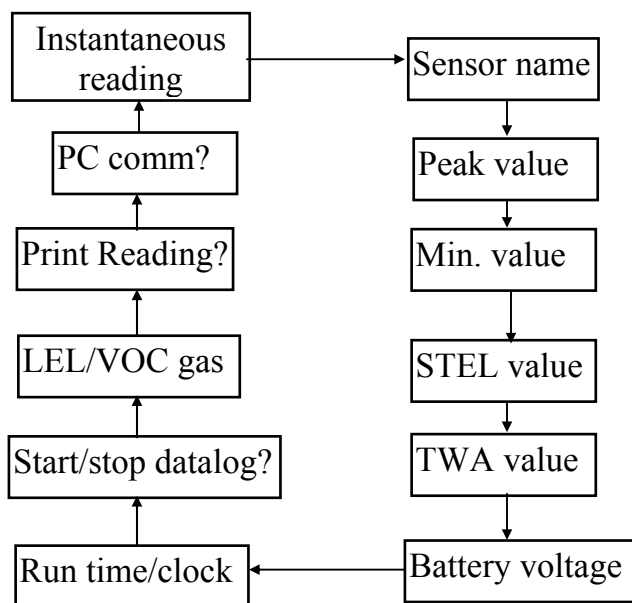 Instantaneous
reading
Sensor name
Peak value
Min. value
STEL value
TWA value
Battery voltage
Run time/clock
Start/stop datalog?
LEL/VOC gas
Print Reading?
PC comm?